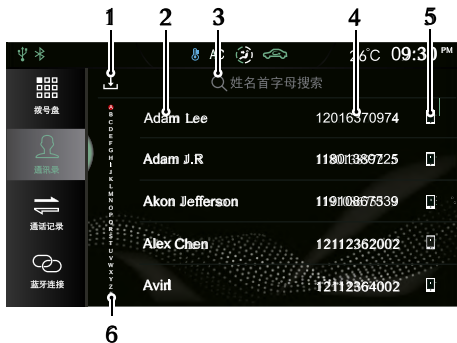 1 2 3 4 5
AC 26°C 09:30 PM
姓名首字母搜索
拨号盘
通讯录
通话记录
蓝牙连接
A
B
C
D
E
F
G
H
I
J
K
L
M
N
O
P
Q
R
S
T
U
V
W
X
Y
Z
#
Adam Lee 12016370974
Adam J.R
Akon Jefferson
Alex Chen 12112362002
Avirl 12112364002
6